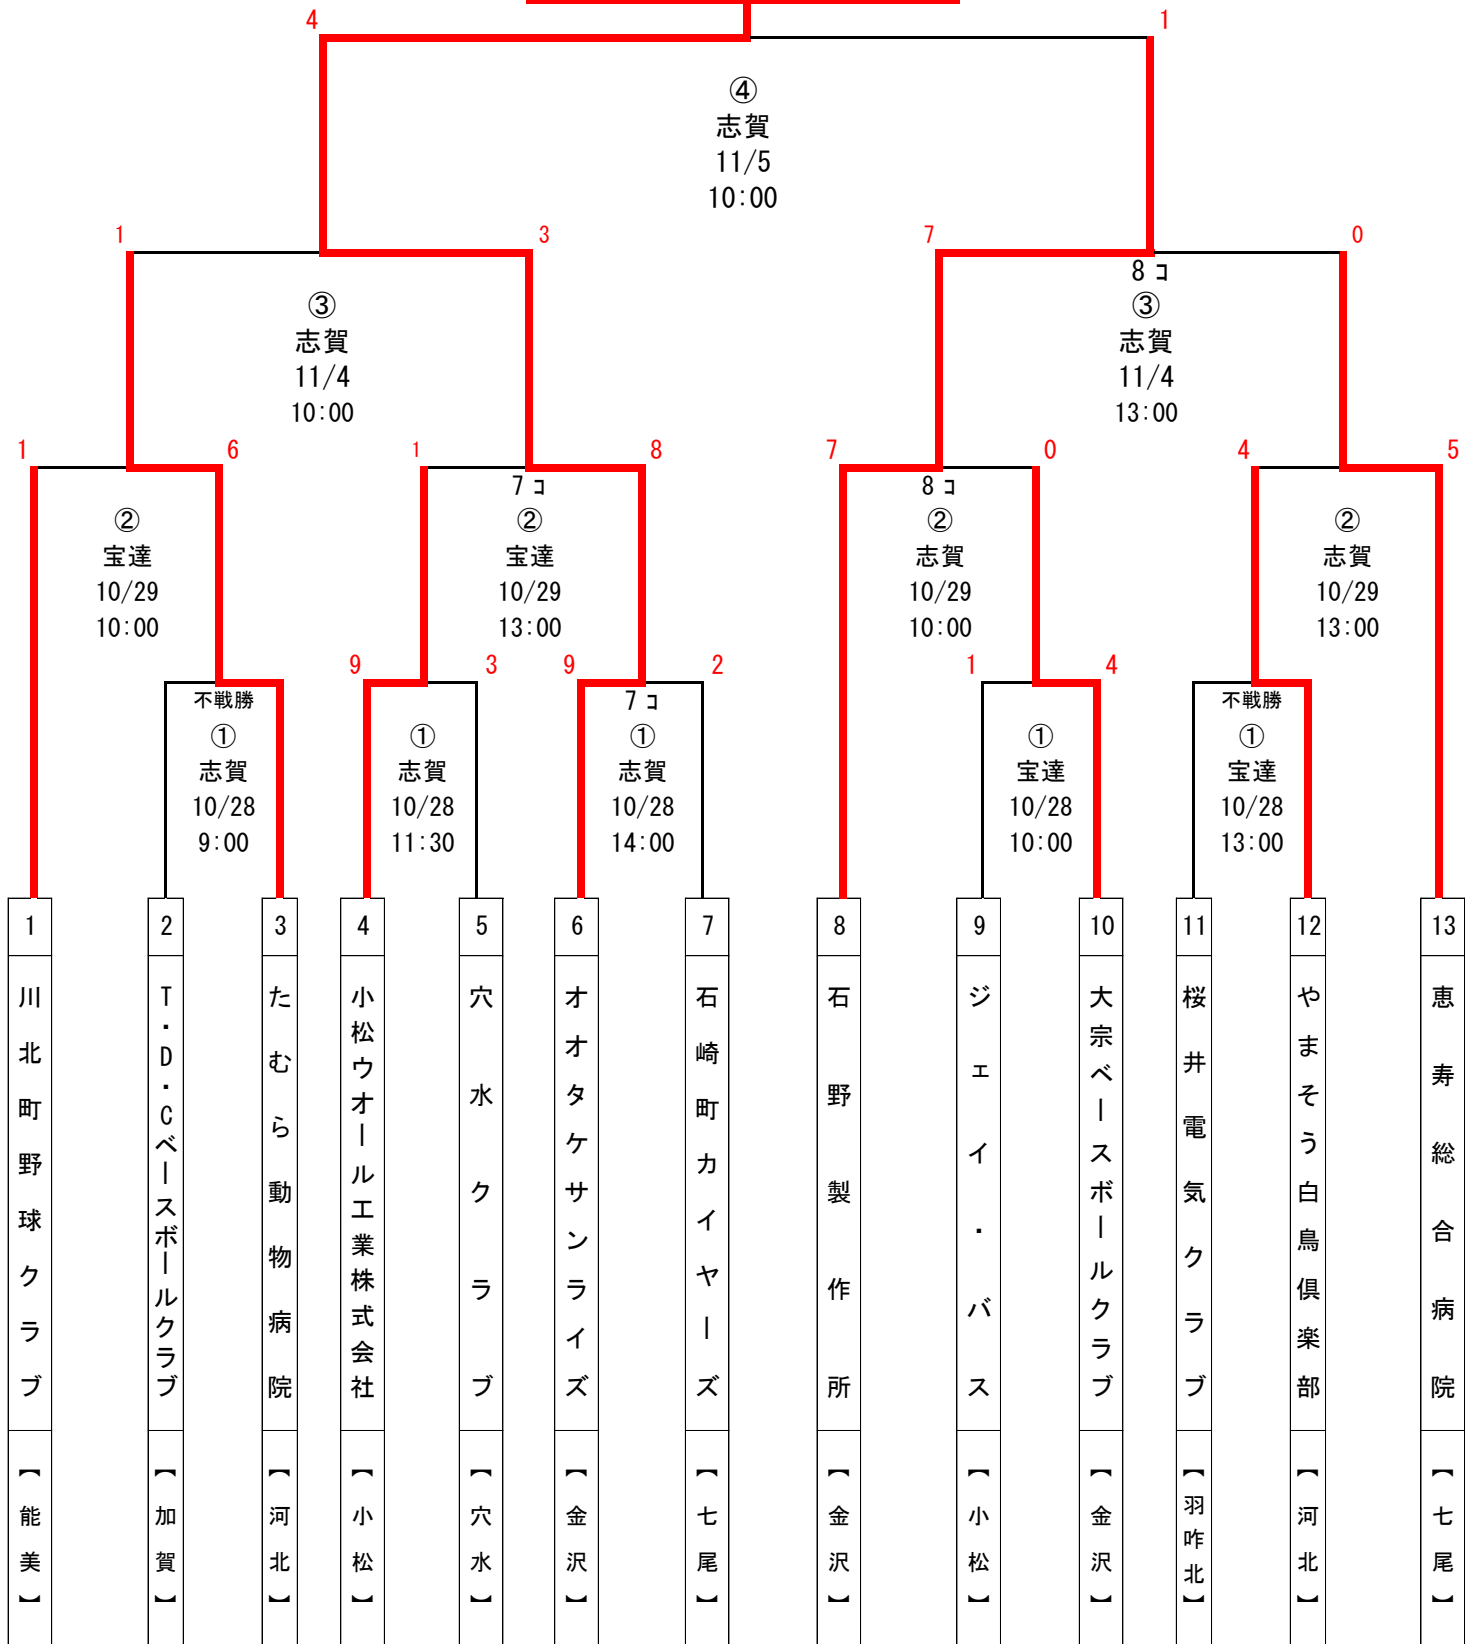 4 1
④
志賀
11/5
10:00
1 3 7 0
8コ
③ ③
志賀 志賀
11/4 11/4
10:00 13:00
1 6 1 8 7 0 4 5
7コ 8コ
② ② ② ②
宝達 宝達 志賀 志賀
10/29 10/29 10/29 10/29
10:00 13:00 10:00 13:00
9 3 9 2 1 4
不戦勝 7コ 不戦勝
① ① ① ① ①
志賀 志賀 志賀 宝達 宝達
10/28 10/28 10/28 10/28 10/28
9:00 11:30 14:00 10:00 13:00
1 2 3 4 5 6 7 8 9 10 11 12 13
川北町野球クラブ
T・D・Cベースボールクラブ
たむら動物病院
小松ウオール工業株式会社
穴水クラブ
オオタケサンライズ
石崎町カイヤーズ
石野製作所
ジェイ・バス
大宗ベースボールクラブ
桜井電気クラブ
やまそう白鳥倶楽部
恵寿総合病院
【能美】
【加賀】
【河北】
【小松】
【穴水】
【金沢】
【七尾】
【金沢】
【小松】
【金沢】
【羽咋北】
【河北】
【七尾】